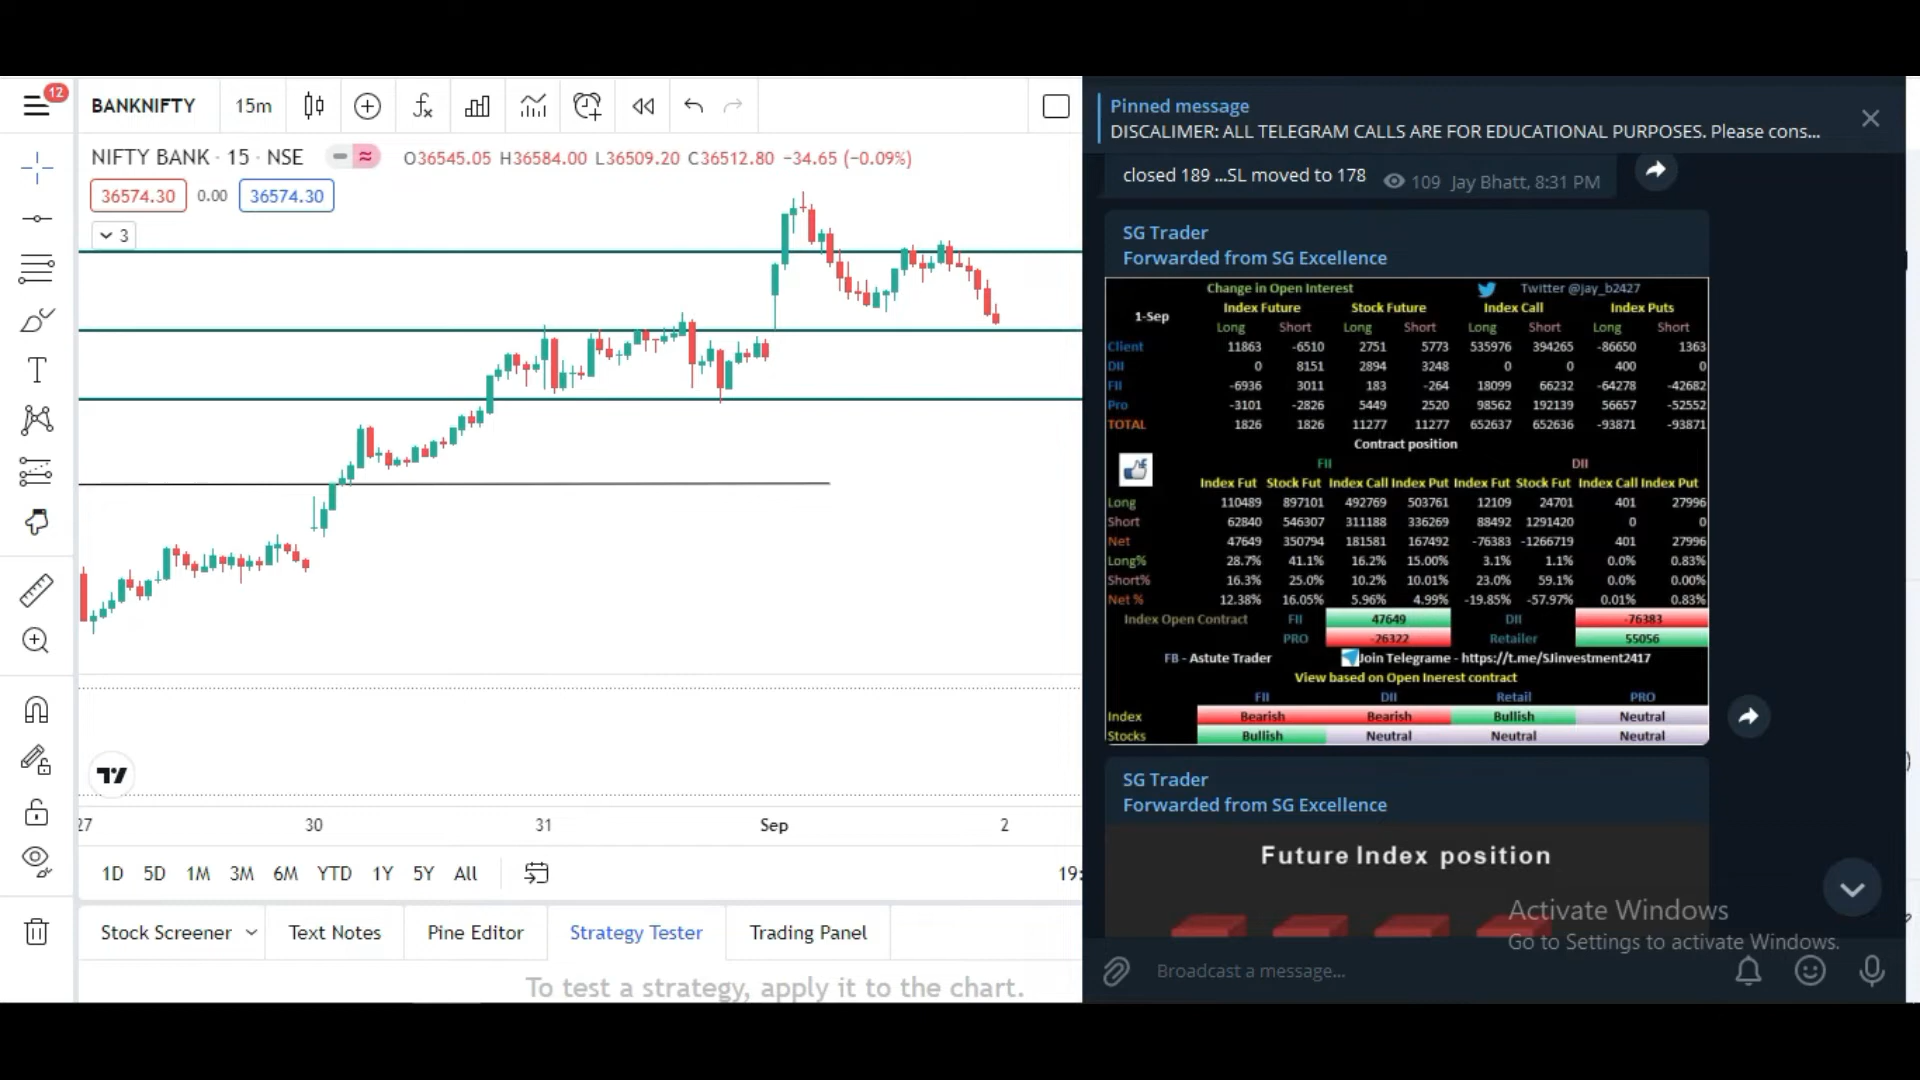 12
BANKNIFTY 15m
NIFTY BANK · 15 · NSE O36545.05 H36584.00 L36509.20 C36512.80 −34.65 (−0.09%)
36574.30 0.00 36574.30
3
27 30 31 Sep 2
1D 5D 1M 3M 6M YTD 1Y 5Y All 19:
Stock Screener Text Notes Pine Editor Strategy Tester Trading Panel
To test a strategy, apply it to the chart.
Pinned message
DISCALIMER: ALL TELEGRAM CALLS ARE FOR EDUCATIONAL PURPOSES. Please cons...
closed 189 ...SL moved to 178 109 Jay Bhatt, 8:31 PM
SG Trader
Forwarded from SG Excellence
Change in Open Interest Twitter @jay_b2427
1-Sep Index Future Stock Future Index Call Index Puts
Long Short Long Short Long Short Long Short
Client 11863 -6510 2751 5773 535976 394265 -86650 1363
DII 0 8151 2894 3248 0 0 400 0
FII -6936 3011 183 -264 18099 66232 -64278 -42682
Pro -3101 -2826 5449 2520 98562 192139 56657 -52552
TOTAL 1826 1826 11277 11277 652637 652636 -93871 -93871
Contract position
FII DII
Index Fut Stock Fut Index Call Index Put Index Fut Stock Fut Index Call Index Put
Long 110489 897101 492769 503761 12109 24701 401 27996
Short 62840 546307 311188 336269 88492 1291420 0 0
Net 47649 350794 181581 167492 -76383 -1266719 401 27996
Long% 28.7% 41.1% 16.2% 15.00% 3.1% 1.1% 0.0% 0.83%
Short% 16.3% 25.0% 10.2% 10.01% 23.0% 59.1% 0.0% 0.00%
Net % 12.38% 16.05% 5.96% 4.99% -19.85% -57.97% 0.01% 0.83%
Index Open Contract FII 47649 DII -76383
PRO -26322 Retailer 55056
FB - Astute Trader Join Telegrame - https://t.me/SJinvestment2417
View based on Open Inerest contract
FII DII Retail PRO
Index Bearish Bearish Bullish Neutral
Stocks Bullish Neutral Neutral Neutral
SG Trader
Forwarded from SG Excellence
Future Index position
Activate Windows
Go to Settings to activate Windows.
Broadcast a message...